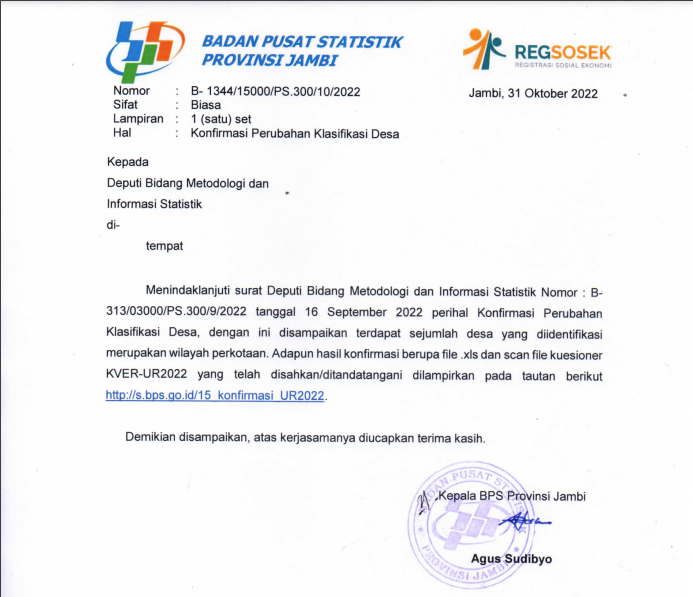 BADAN PUSAT STATISTIK
PROVINSI JAMBI
REGSOSEK
REGISTRASI SOSIAL EKONOMI
Nomor : B- 1344/15000/PS.300/10/2022
Jambi, 31 Oktober 2022
Sifat : Biasa
Lampiran : 1 (satu) set
Hal : Konfirmasi Perubahan Klasifikasi Desa
Kepada
Deputi Bidang Metodologi dan
Informasi Statistik
di-
tempat
Menindaklanjuti surat Deputi Bidang Metodologi dan Informasi Statistik Nomor : B-
313/03000/PS.300/9/2022 tanggal 16 September 2022 perihal Konfirmasi Perubahan
Klasifikasi Desa, dengan ini disampaikan terdapat sejumlah desa yang diidentifikasi
merupakan wilayah perkotaan. Adapun hasil konfirmasi berupa file .xls dan scan file kuesioner
KVER-UR2022 yang telah disahkan/ditandatangani dilampirkan pada tautan berikut
http://s.bps.go.id/15_konfirmasi_UR2022.
Demikian disampaikan, atas kerjasamanya diucapkan terima kasih.
Kepala BPS Provinsi Jambi
BADAN PUSAT STATISTIK
PROVINSI JAMBI
Agus Sudibyo